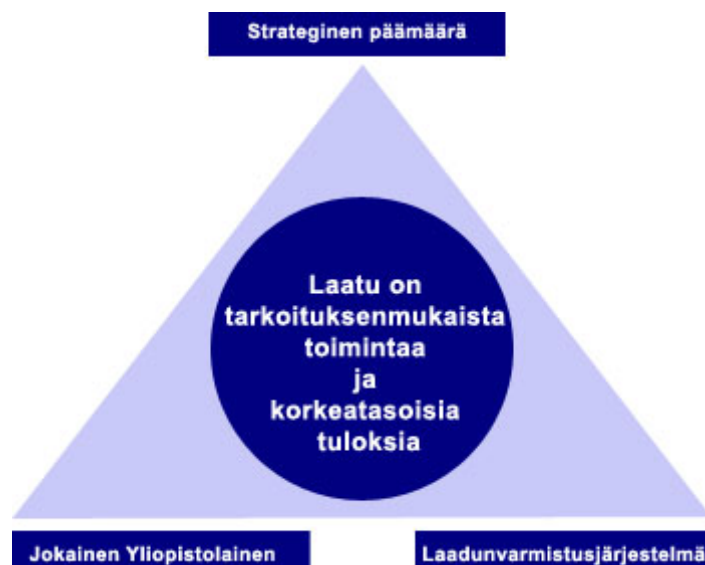 Strateginen päämäärä
Laatu on
tarkoituksenmukaista
toimintaa
ja
korkeatasoisia
tuloksia
Jokainen Yliopistolainen
Laadunvarmistusjärjestelmä